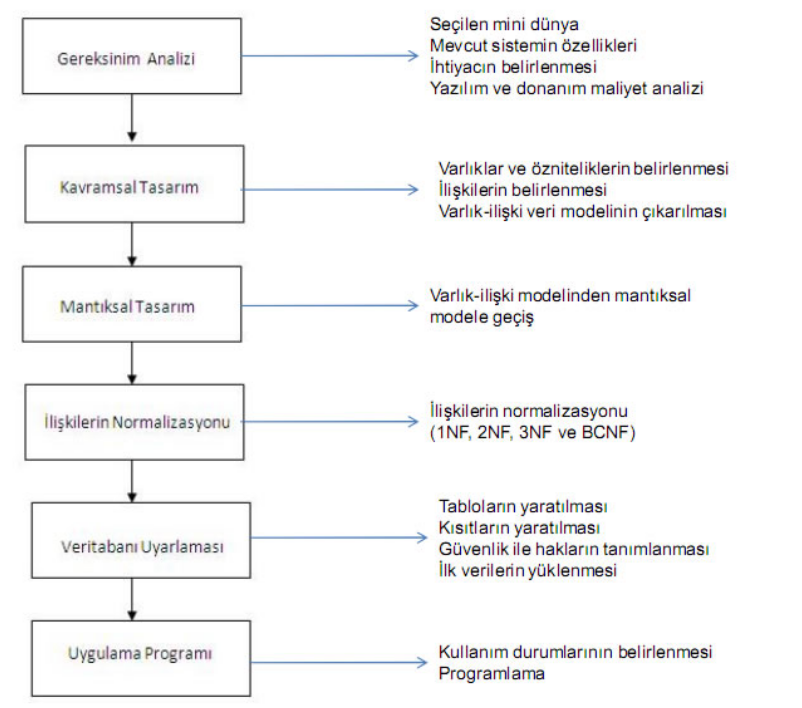 Gereksinim Analizi
Seçilen mini dünya
Mevcut sistemin özellikleri
İhtiyacın belirlenmesi
Yazılım ve donanım maliyet analizi
Kavramsal Tasarım
Varlıklar ve özniteliklerin belirlenmesi
İlişkilerin belirlenmesi
Varlık-ilişki veri modelinin çıkarılması
Mantıksal Tasarım
Varlık-ilişki modelinden mantıksal
modele geçiş
İlişkilerin Normalizasyonu
İlişkilerin normalizasyonu
(1NF, 2NF, 3NF ve BCNF)
Veritabanı Uyarlaması
Tabloların yaratılması
Kısıtların yaratılması
Güvenlik ile hakların tanımlanması
İlk verilerin yüklenmesi
Uygulama Programı
Kullanım durumlarının belirlenmesi
Programlama